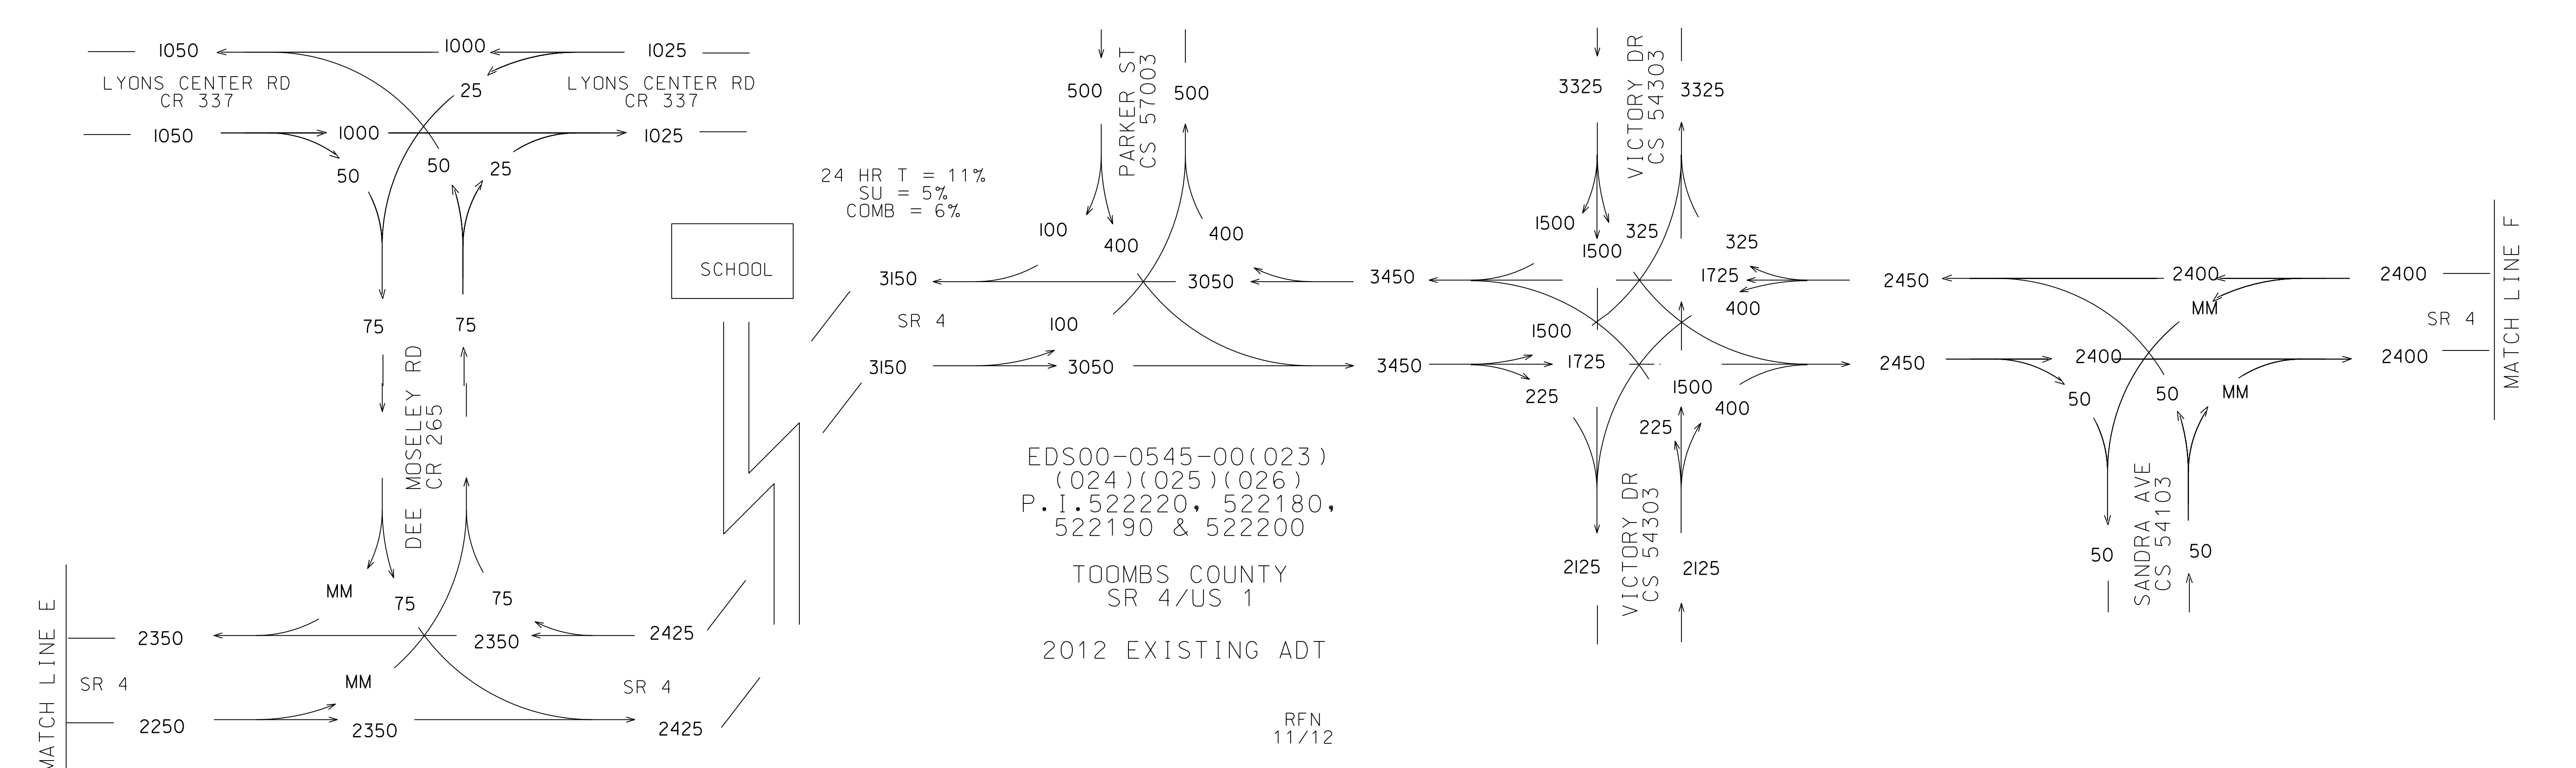 1050
1000
1025
LYONS CENTER RD
CR 337
25
LYONS CENTER RD
CR 337
1050
1000
1025
50
50
25
75
75
DEE MOSELEY RD
CR 265
MM
75
75
2350
2350
2425
MATCH LINE E
SR 4
MM
SR 4
2250
2350
2425
SCHOOL
24 HR T = 11%
SU = 5%
COMB = 6%
500
PARKER ST
CS 57003
500
100
400
400
3150
3050
3450
SR 4
100
3150
3050
3450
3325
VICTORY DR
CS 54303
3325
1500
1500
325
325
1725
2450
400
1500
1725
2450
225
1500
400
225
2125
VICTORY DR
CS 54303
2125
2400
2400
MM
SR 4
MATCH LINE F
2400
2400
50
50
MM
50
SANDRA AVE
CS 54103
50
EDS00-0545-00(023)
(024)(025)(026)
P.I.522220, 522180,
522190 & 522200
TOOMBS COUNTY
SR 4/US 1
2012 EXISTING ADT
RFN
11/12